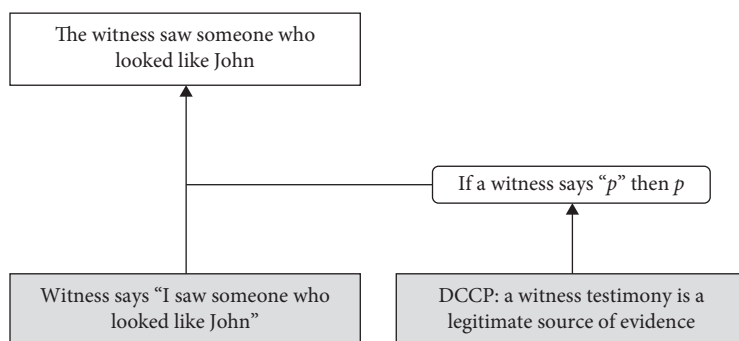 The witness saw someone who
looked like John
If a witness says “p” then p
Witness says “I saw someone who
looked like John”
DCCP: a witness testimony is a
legitimate source of evidence